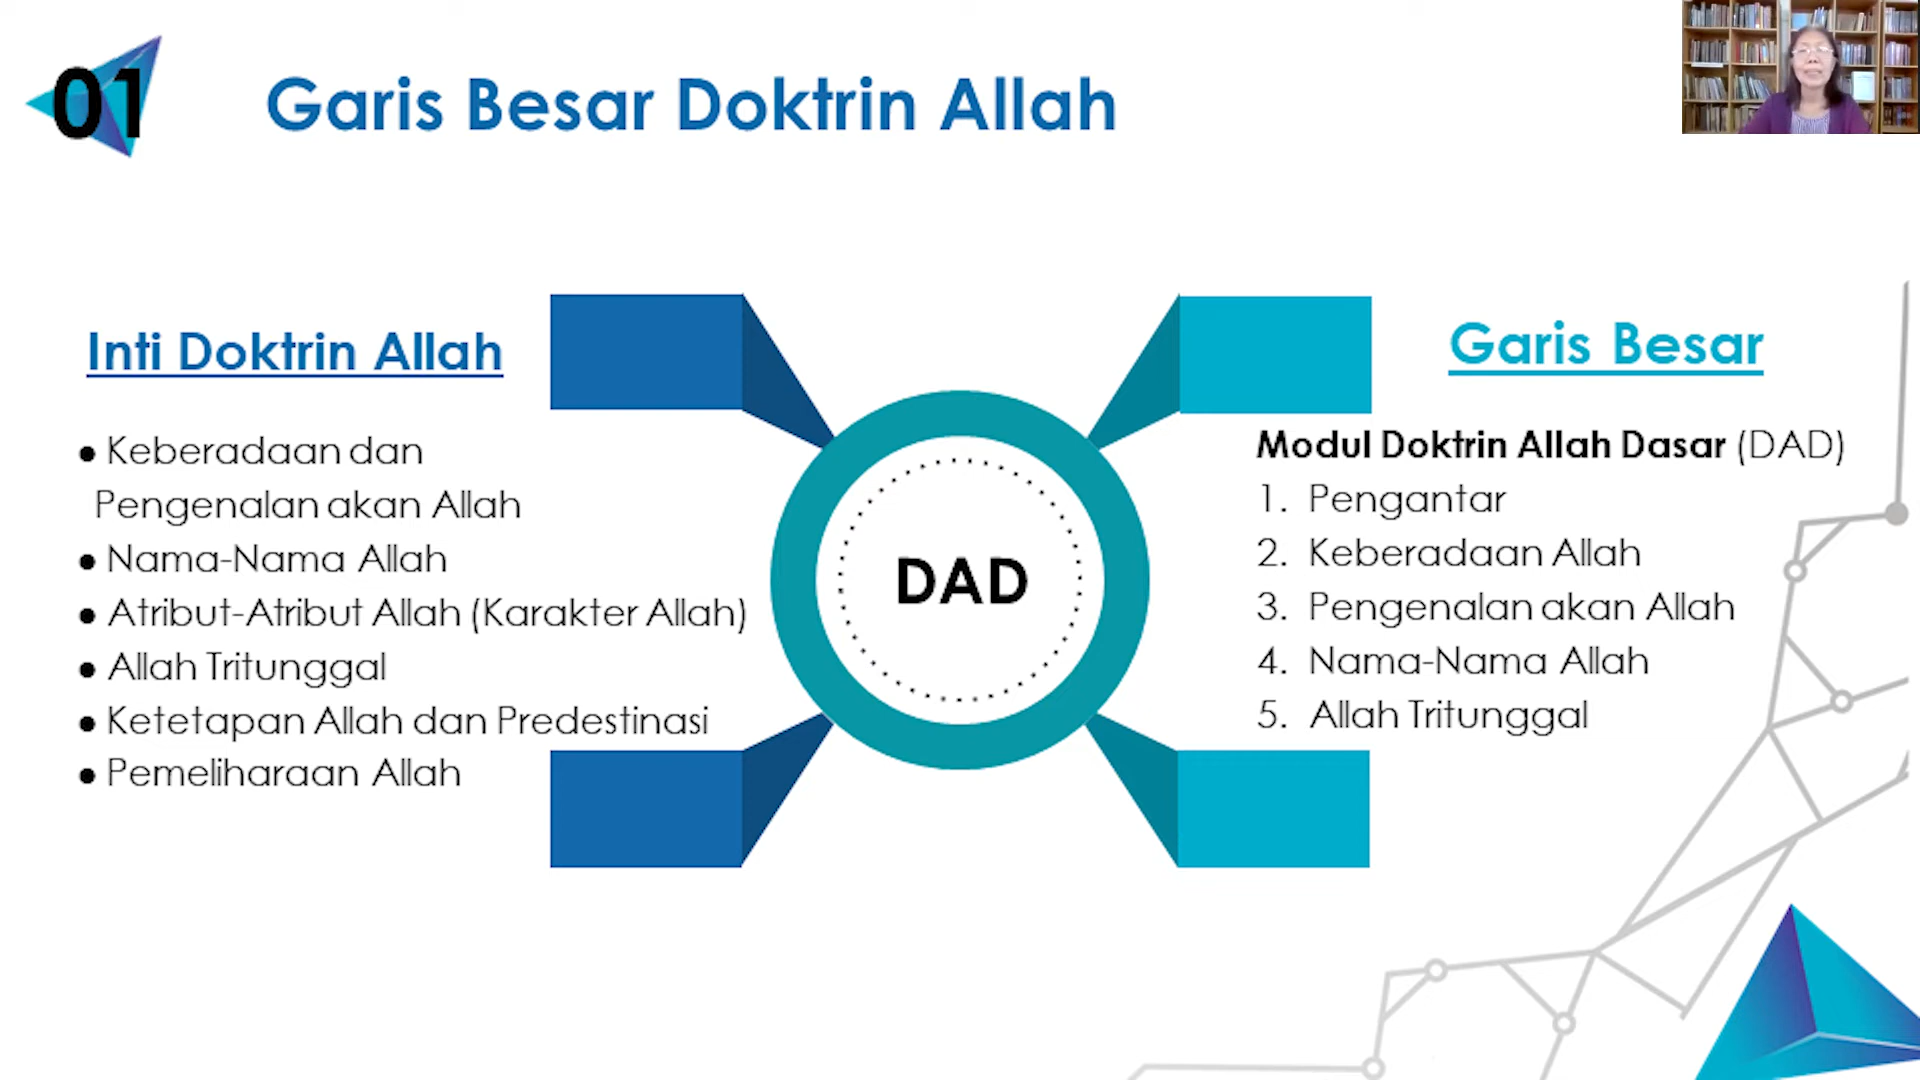 01
Garis Besar Doktrin Allah
Inti Doktrin Allah
● Keberadaan dan
Pengenalan akan Allah
● Nama-Nama Allah
● Atribut-Atribut Allah (Karakter Allah)
● Allah Tritunggal
● Ketetapan Allah dan Predestinasi
● Pemeliharaan Allah
DAD
Garis Besar
Modul Doktrin Allah Dasar (DAD)
1. Pengantar
2. Keberadaan Allah
3. Pengenalan akan Allah
4. Nama-Nama Allah
5. Allah Tritunggal